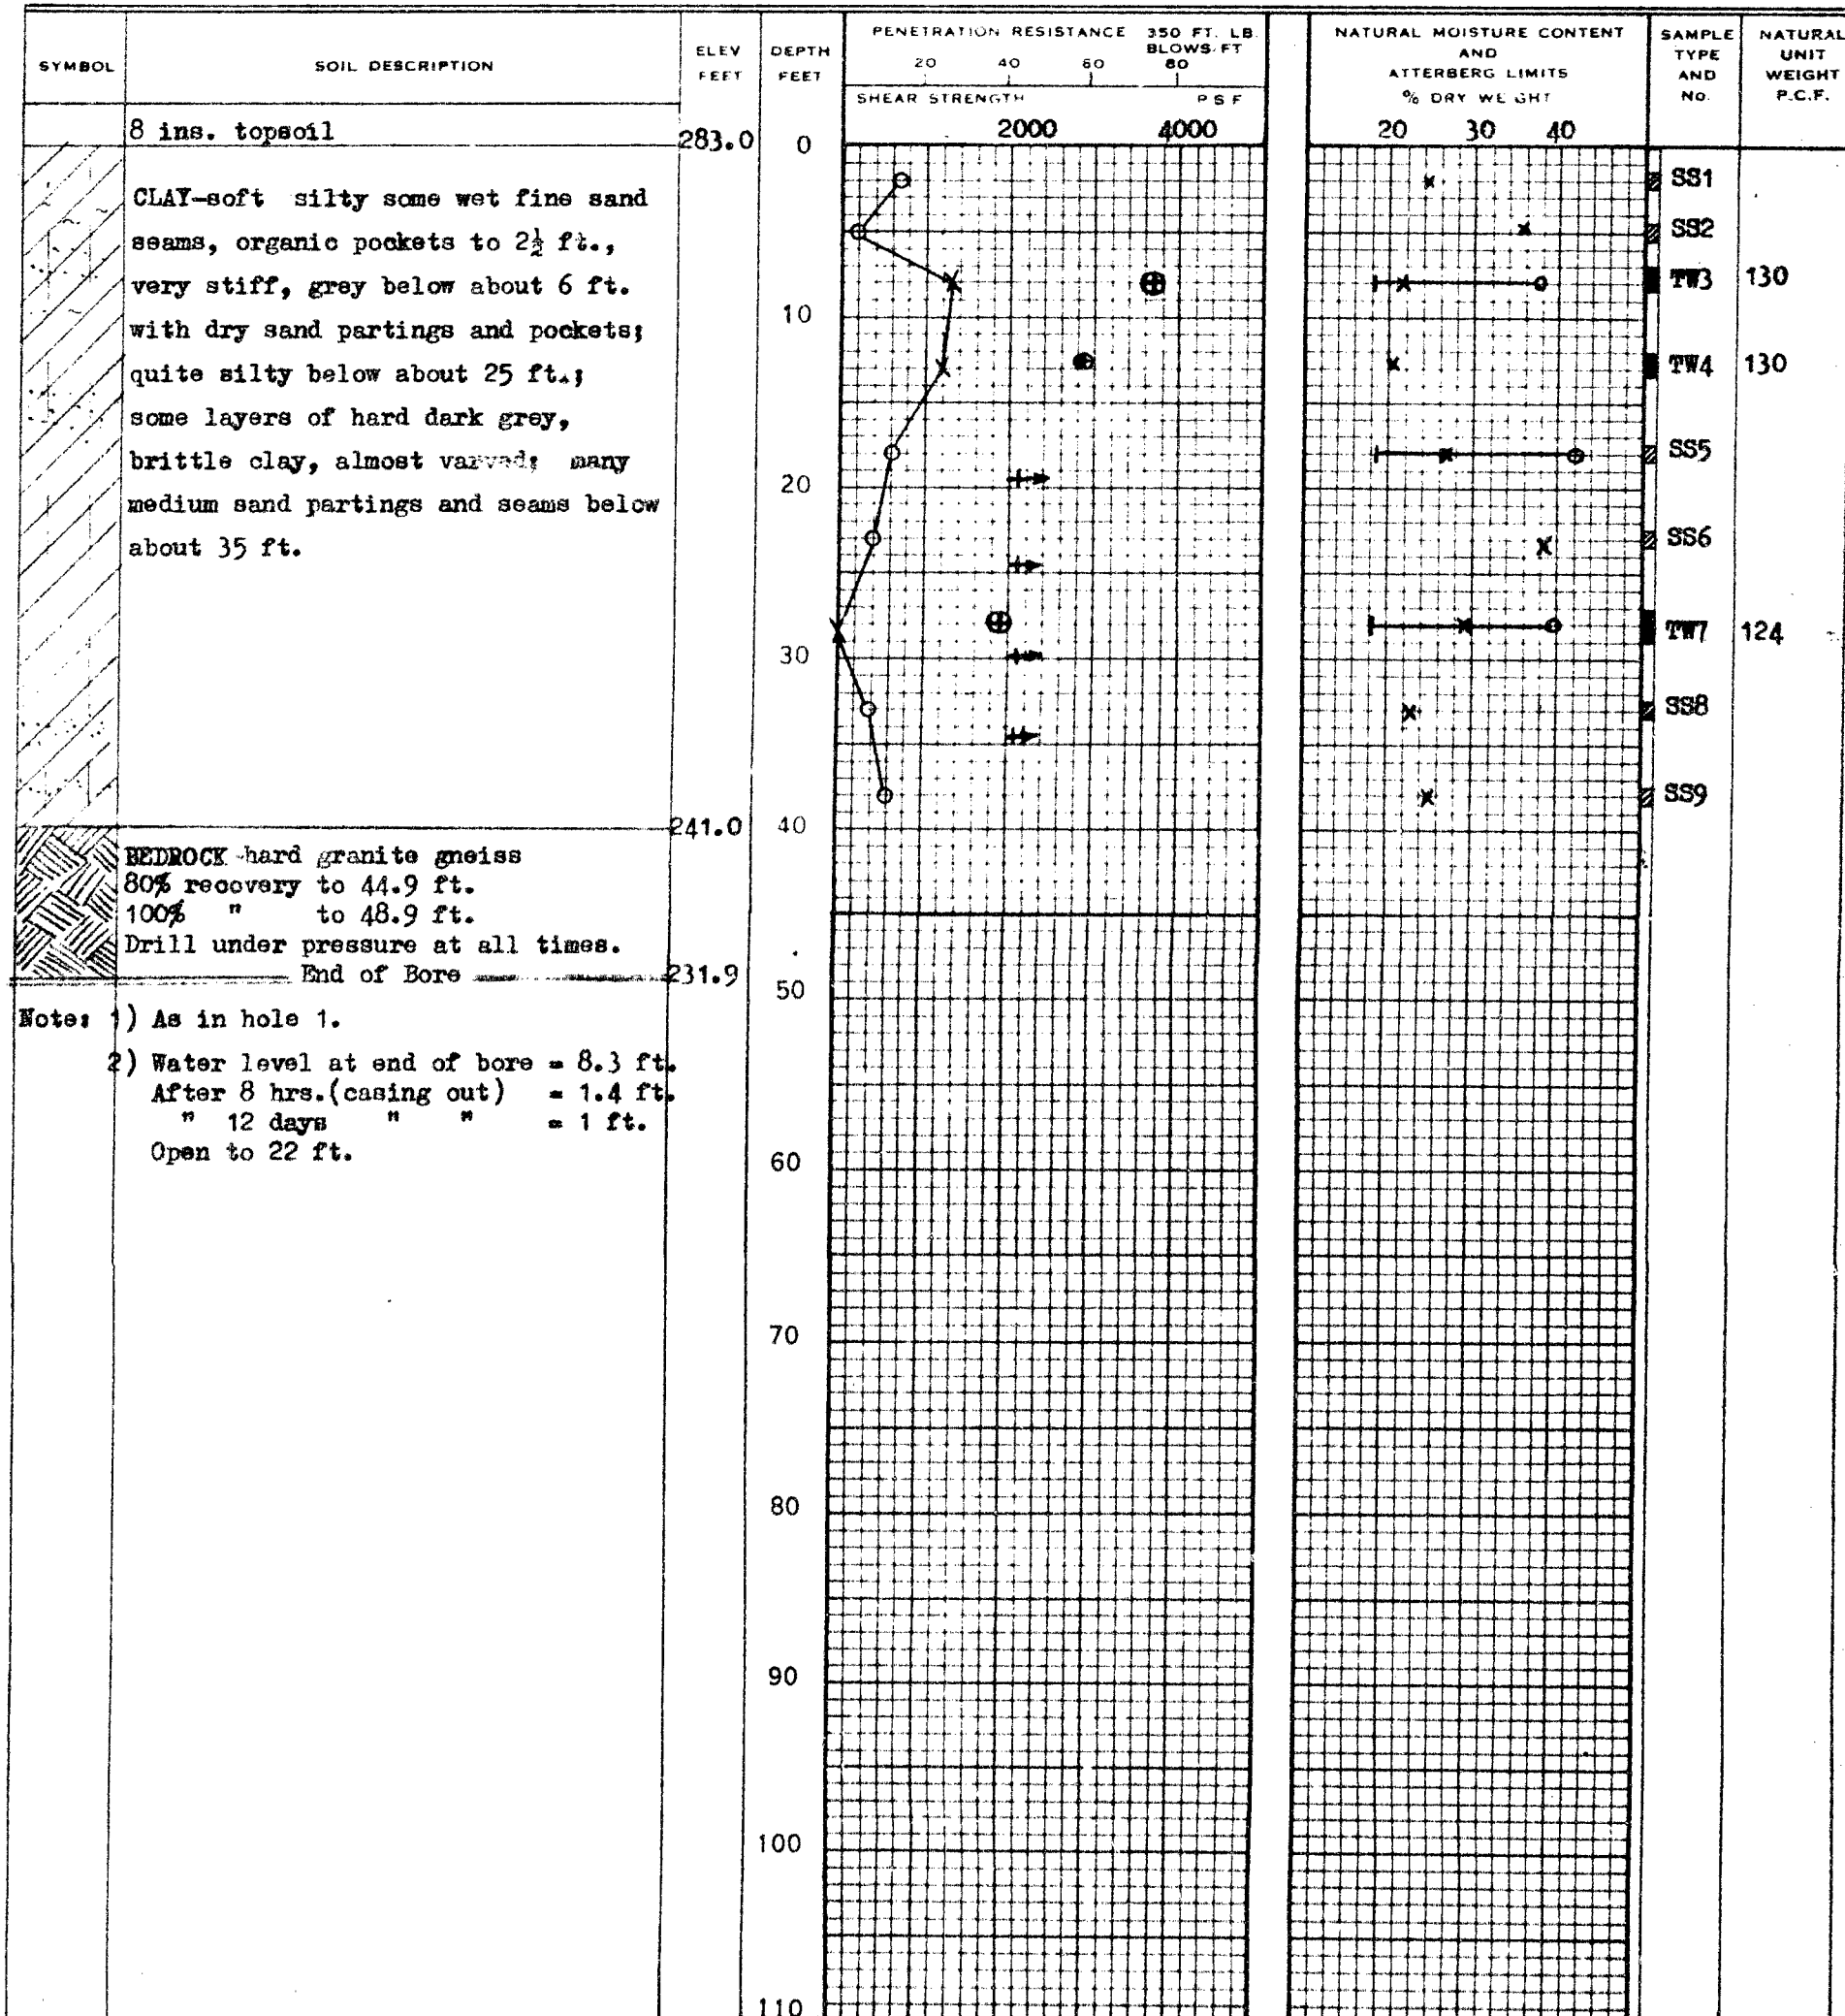 SYMBOL
SOIL DESCRIPTION
ELEV
FEET
DEPTH
FEET
PENETRATION RESISTANCE 350 FT. LB.
BLOWS/FT
20 40 60 80
SHEAR STRENGTH P S F
2000 4000
NATURAL MOISTURE CONTENT
AND
ATTERBERG LIMITS
% DRY WEIGHT
20 30 40
SAMPLE
TYPE
AND
No.
NATURAL
UNIT
WEIGHT
P.C.F.
8 ins. topsoil
283.0
0
CLAY-soft silty some wet fine sand
seams, organic pockets to 2½ ft.,
very stiff, grey below about 6 ft.
with dry sand partings and pockets;
quite silty below about 25 ft.;
some layers of hard dark grey,
brittle clay, almost varved; many
medium sand partings and seams below
about 35 ft.
10
20
30
SS1
SS2
TW3 130
TW4 130
SS5
SS6
TW7 124
SS8
SS9
241.0
40
BEDROCK-hard granite gneiss
80% recovery to 44.9 ft.
100% " to 48.9 ft.
Drill under pressure at all times.
End of Bore
231.9
50
Note: 1) As in hole 1.
2) Water level at end of bore = 8.3 ft.
After 8 hrs.(casing out) = 1.4 ft.
" 12 days " " = 1 ft.
Open to 22 ft.
60
70
80
90
100
110